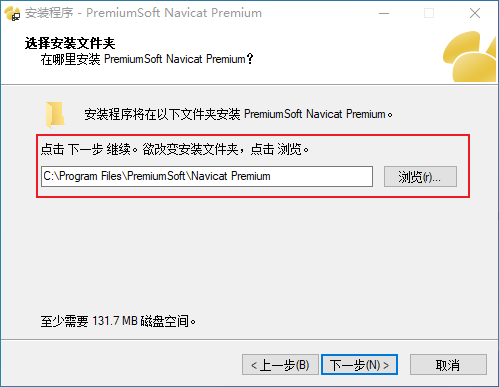 安装程序 - PremiumSoft Navicat Premium
选择安装文件夹
在哪里安装 PremiumSoft Navicat Premium?
安装程序将在以下文件夹安装 PremiumSoft Navicat Premium。
点击 下一步 继续。欲改变安装文件夹，点击 浏览。
C:\Program Files\PremiumSoft\Navicat Premium
浏览(r)...
至少需要 131.7 MB 磁盘空间。
< 上一步(B)
下一步(N) >
取消